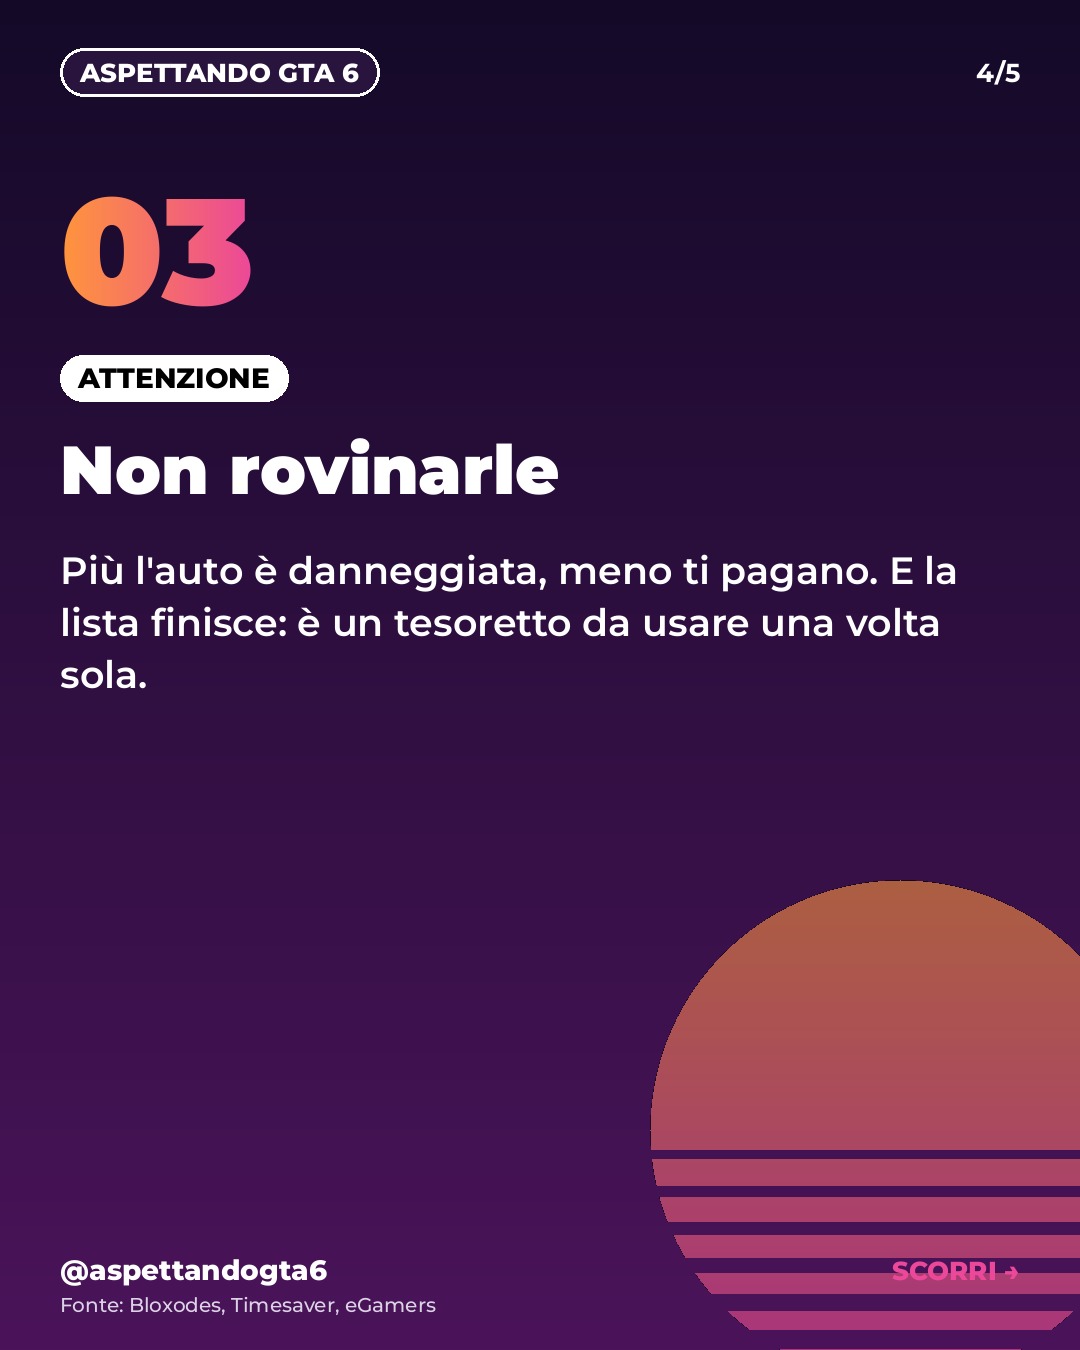 ASPETTANDO GTA 6
4/5
03
ATTENZIONE
Non rovinarle
Più l'auto è danneggiata, meno ti pagano. E la
lista finisce: è un tesoretto da usare una volta
sola.
@aspettandogta6
SCORRI →
Fonte: Bloxodes, Timesaver, eGamers